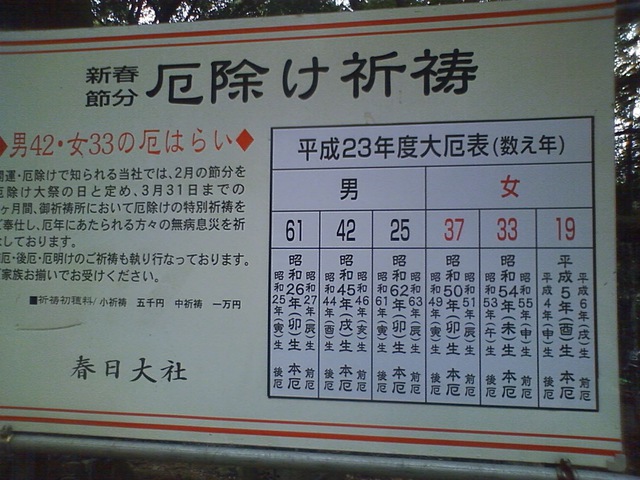 新春
節分
厄除け祈祷
◆男42・女33の厄はらい◆
運・厄除けで知られる当社では、2月の節分を
厄除け大祭の日と定め、3月31日までの
ヶ月間、御祈祷所において厄除けの特別祈祷を
ご奉仕し、厄年にあたられる方々の無病息災を祈
しております。
厄・後厄・厄明けのご祈祷も執り行なっております。
家族お揃いでお受けください。
■祈祷初穂料/小祈祷 五千円 中祈祷 一万円
春日大社
平成23年度大厄表(数え年)
男 女
61 42 25 37 33 19
昭和27年(辰)生 前厄
昭和26年(卯)生 本厄
昭和25年(寅)生 後厄
昭和46年(亥)生 前厄
昭和45年(戌)生 本厄
昭和44年(酉)生 後厄
昭和63年(辰)生 前厄
昭和62年(卯)生 本厄
昭和61年(寅)生 後厄
昭和51年(辰)生 前厄
昭和50年(卯)生 本厄
昭和49年(寅)生 後厄
昭和55年(申)生 前厄
昭和54年(未)生 本厄
昭和53年(午)生 後厄
平成6年(戌)生 前厄
平成5年(酉)生 本厄
平成4年(申)生 後厄